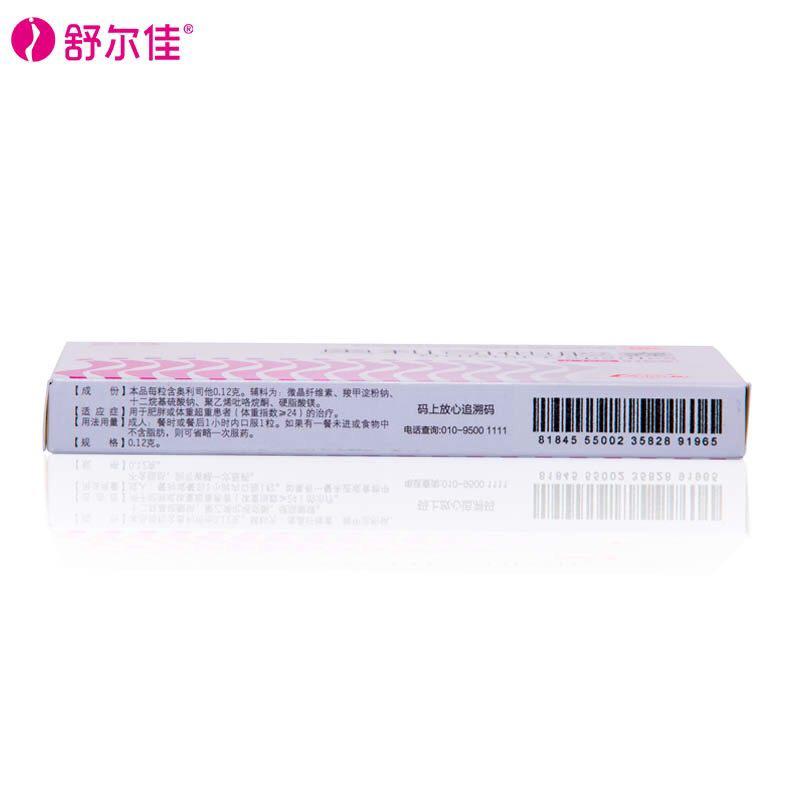 舒尔佳®
【成 份】本品每粒含奥利司他0.12克。辅料为：微晶纤维素、羧甲淀粉钠、
十二烷基硫酸钠、聚乙烯吡咯烷酮、硬脂酸镁。
【适应症】用于肥胖或体重超重患者（体重指数≥24）的治疗。
【用法用量】成人：餐时或餐后1小时内口服1粒。如果有一餐未进或食物中
不含脂肪，则可省略一次服药。
【规 格】0.12克。
码上放心追溯码
电话查询:010-9500 1111
81845 55002 35828 91965